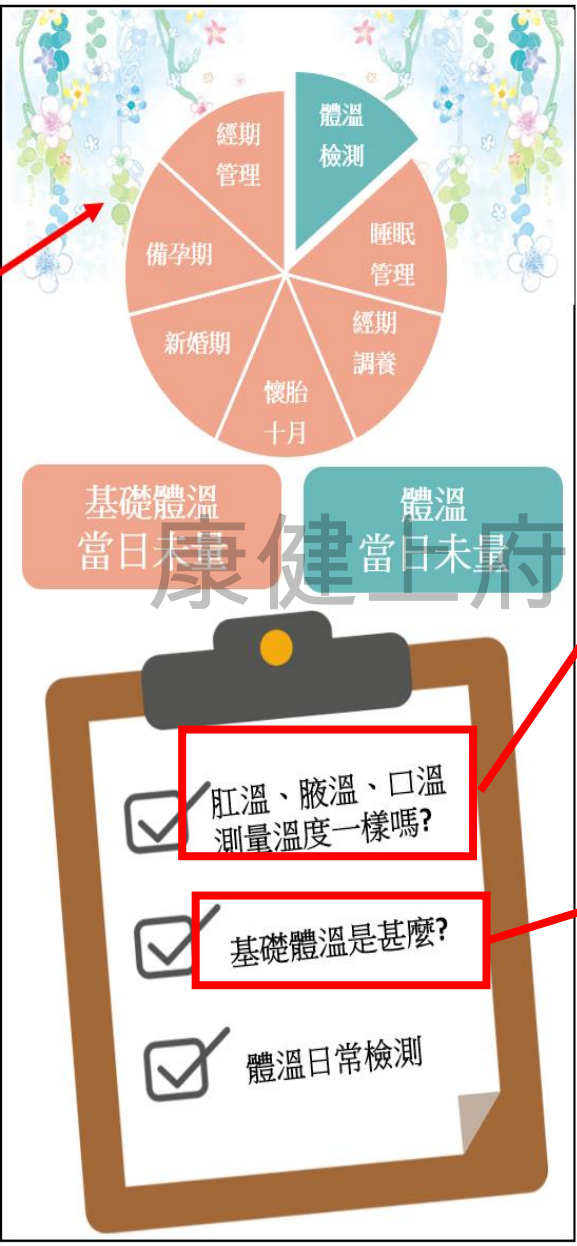 體溫
檢測
經期
管理
睡眠
管理
備孕期
經期
調養
新婚期
懷胎
十月
基礎體溫
當日未量
體溫
當日未量
康健上府
肛溫、腋溫、口溫
測量溫度一樣嗎?
基礎體溫是甚麼?
體溫日常檢測